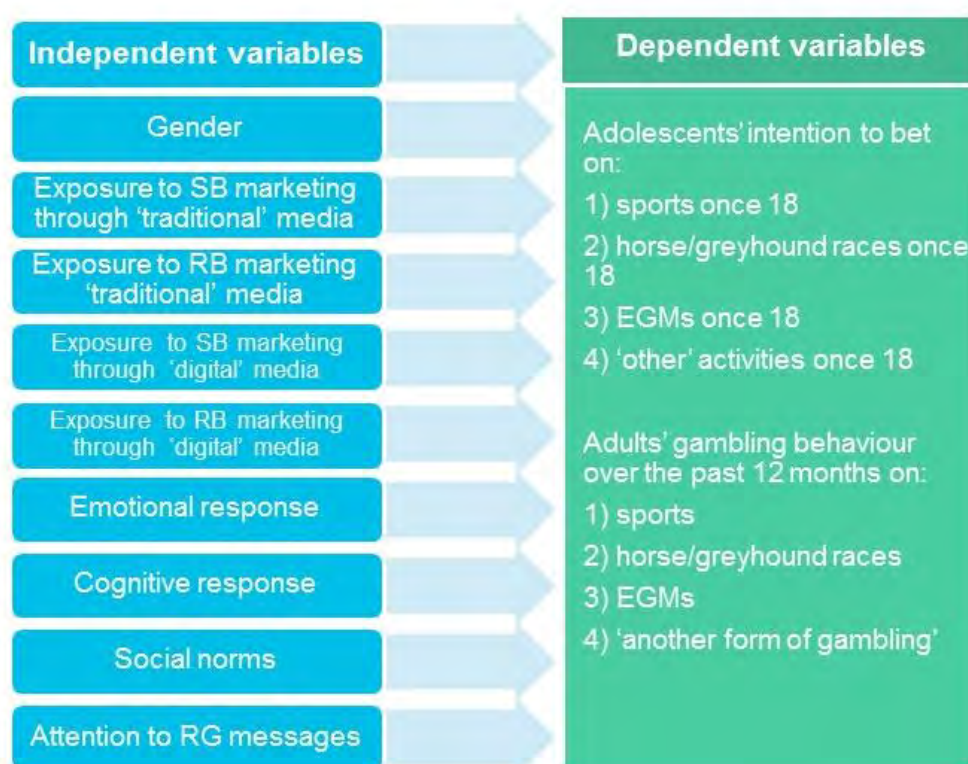 Independent variables
Gender
Exposure to SB marketing
through ‘traditional’ media
Exposure to RB marketing
‘traditional’ media
Exposure to SB marketing
through ‘digital’ media
Exposure to RB marketing
through ‘digital’ media
Emotional response
Cognitive response
Social norms
Attention to RG messages
Dependent variables
Adolescents’ intention to bet
on:
1) sports once 18
2) horse/greyhound races once
18
3) EGMs once 18
4) ‘other’ activities once 18
Adults’ gambling behaviour
over the past 12 months on:
1) sports
2) horse/greyhound races
3) EGMs
4) ‘another form of gambling’